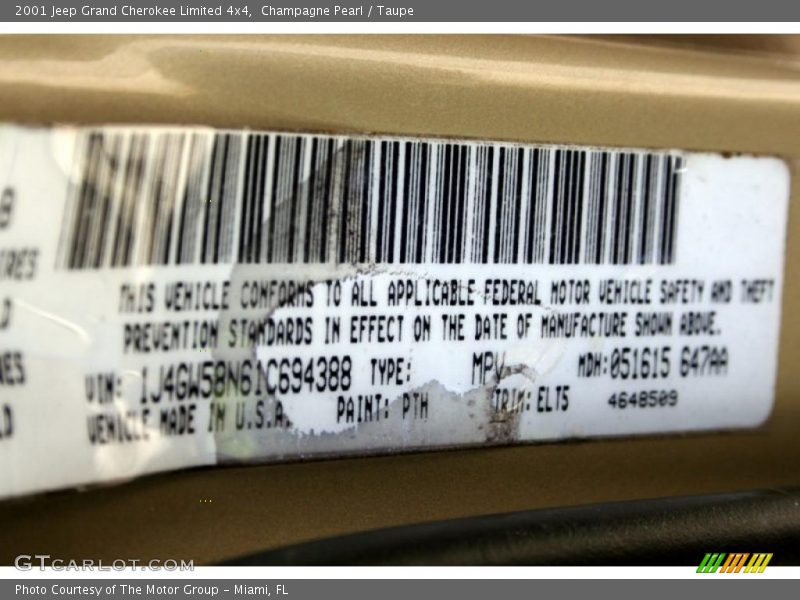 2001 Jeep Grand Cherokee Limited 4x4, Champagne Pearl / Taupe
THIS VEHICLE CONFORMS TO ALL APPLICABLE FEDERAL MOTOR VEHICLE SAFETY AND THEFT
PREVENTION STANDARDS IN EFFECT ON THE DATE OF MANUFACTURE SHOWN ABOVE.
VIN: 1J4GW58N61C694388 TYPE: MPV MDH:051615 647AA
VEHICLE MADE IN U.S.A. PAINT: PTH TRIM: ELT5 4648509
GTCARLOT.COM
Photo Courtesy of The Motor Group - Miami, FL